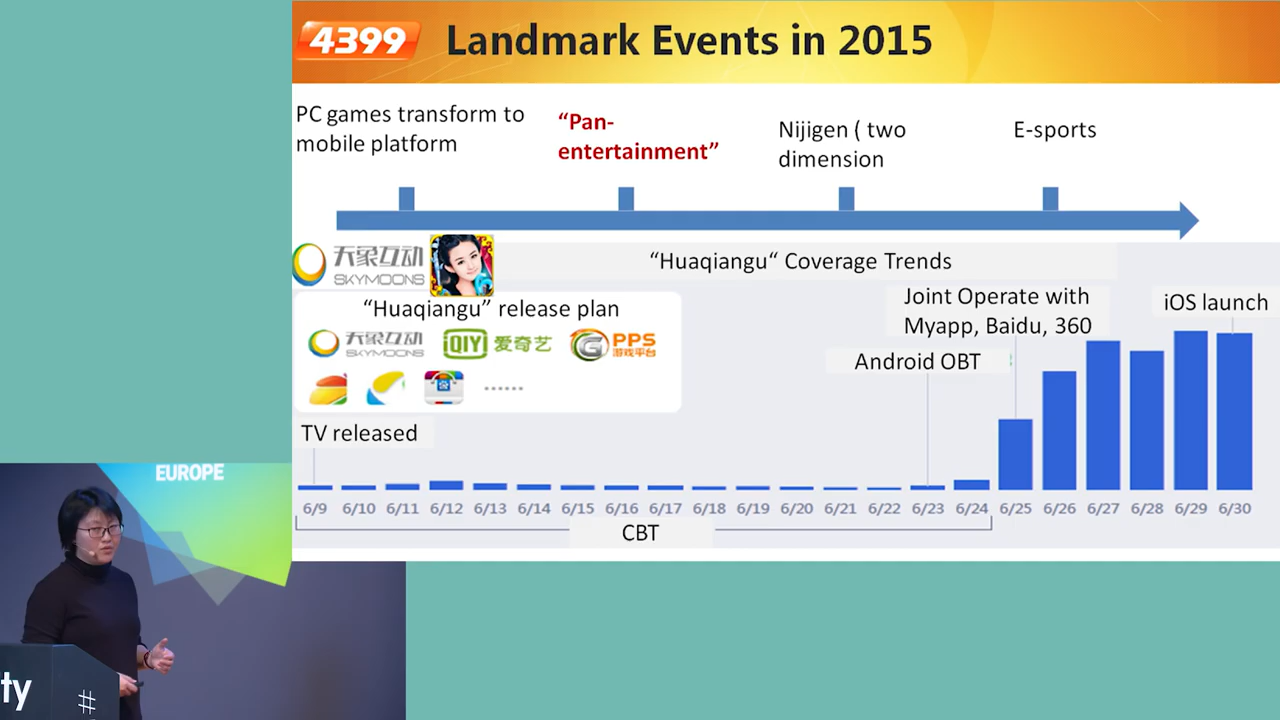 4399
Landmark Events in 2015
PC games transform to
mobile platform
“Pan-
entertainment”
Nijigen ( two
dimension
E-sports
天象互动
SKYMOONS
“Huaqiangu“ Coverage Trends
“Huaqiangu” release plan
天象互动
SKYMOONS
QIY 爱奇艺
G PPS
游戏平台
······
Joint Operate with
Myapp, Baidu, 360
iOS launch
Android OBT
TV released
6/9 6/10 6/11 6/12 6/13 6/14 6/15 6/16 6/17 6/18 6/19 6/20 6/21 6/22 6/23 6/24 6/25 6/26 6/27 6/28 6/29 6/30
CBT
EUROPE
ty
#